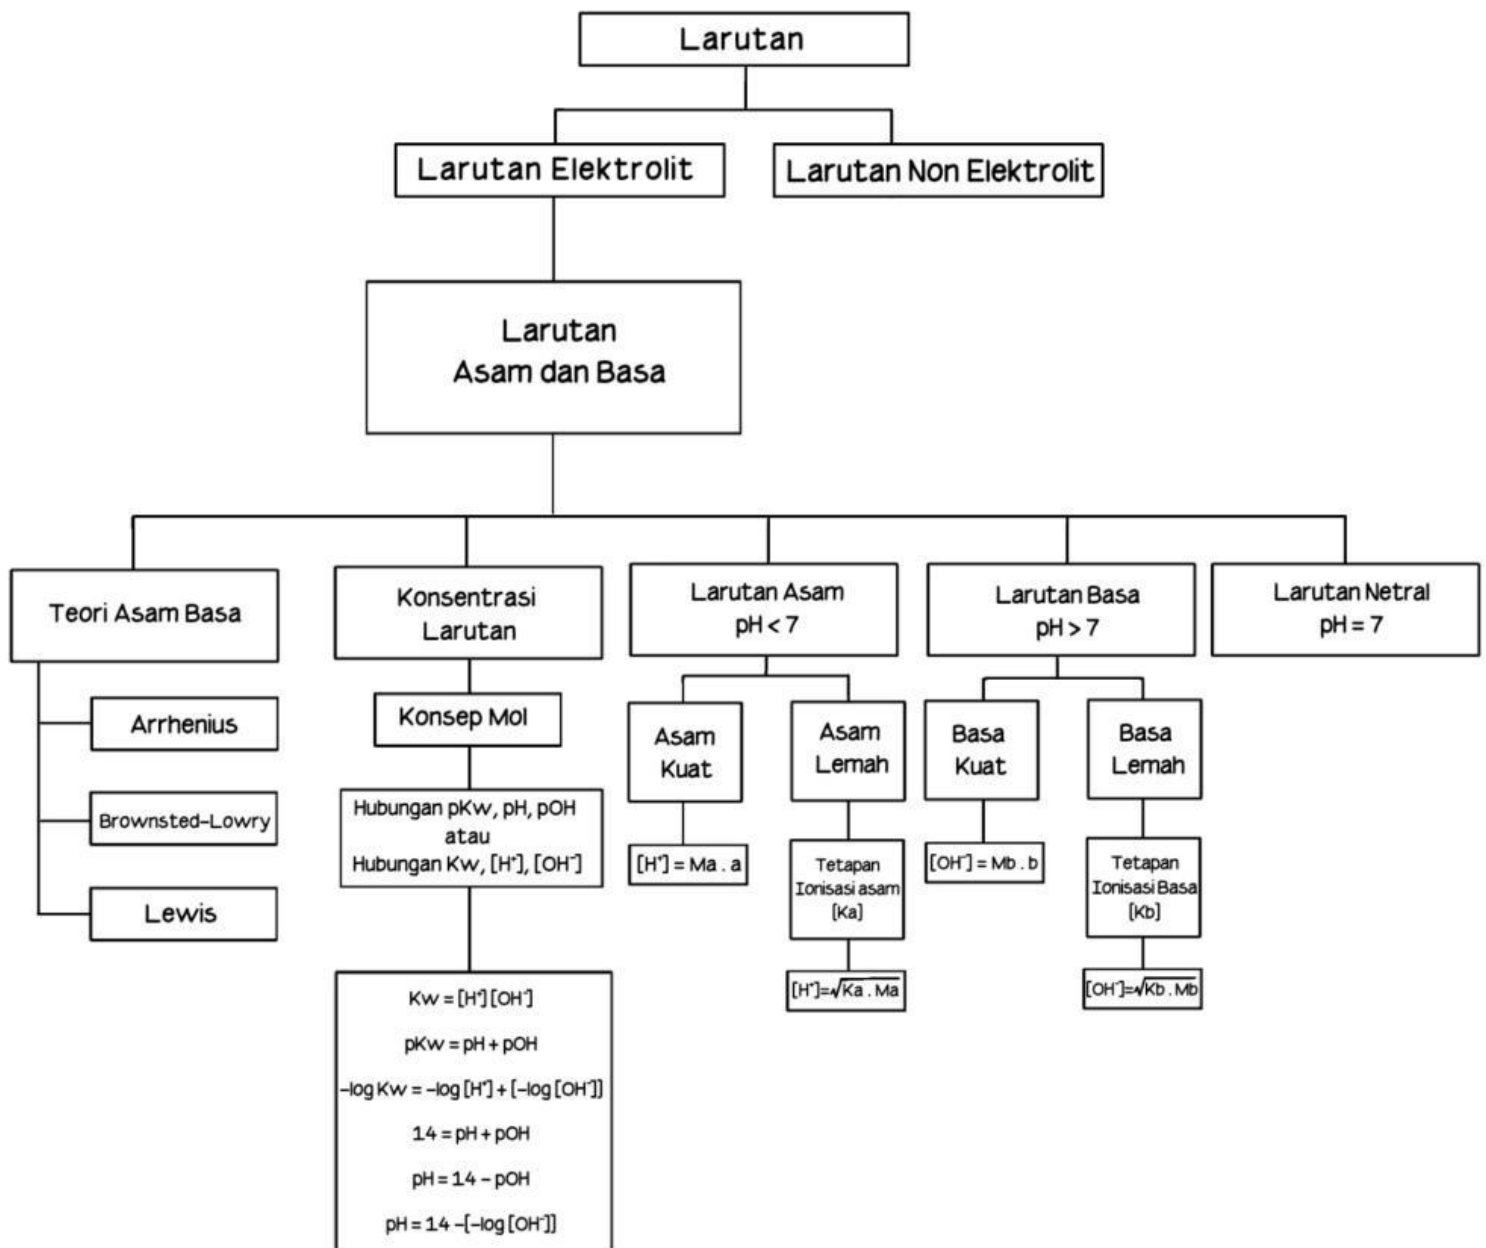 Larutan
Larutan Elektrolit
Larutan Non Elektrolit
Larutan
Asam dan Basa
Teori Asam Basa
Arrhenius
Brownsted-Lowry
Lewis
Konsentrasi
Larutan
Konsep Mol
Hubungan pKw, pH, pOH
atau
Hubungan Kw, [H⁺], [OH⁻]
Kw = [H⁺] [OH⁻]
pKw = pH + pOH
-log Kw = -log [H⁺] + [-log [OH⁻]]
14 = pH + pOH
pH = 14 - pOH
pH = 14 -[-log [OH⁻]]
Larutan Asam
pH < 7
Asam
Kuat
[H⁺] = Ma . a
Asam
Lemah
Tetapan
Ionisasi asam
[Ka]
[H⁺]=√Ka . Ma
Larutan Basa
pH > 7
Basa
Kuat
[OH⁻] = Mb . b
Basa
Lemah
Tetapan
Ionisasi Basa
[Kb]
[OH⁻]=√Kb . Mb
Larutan Netral
pH = 7